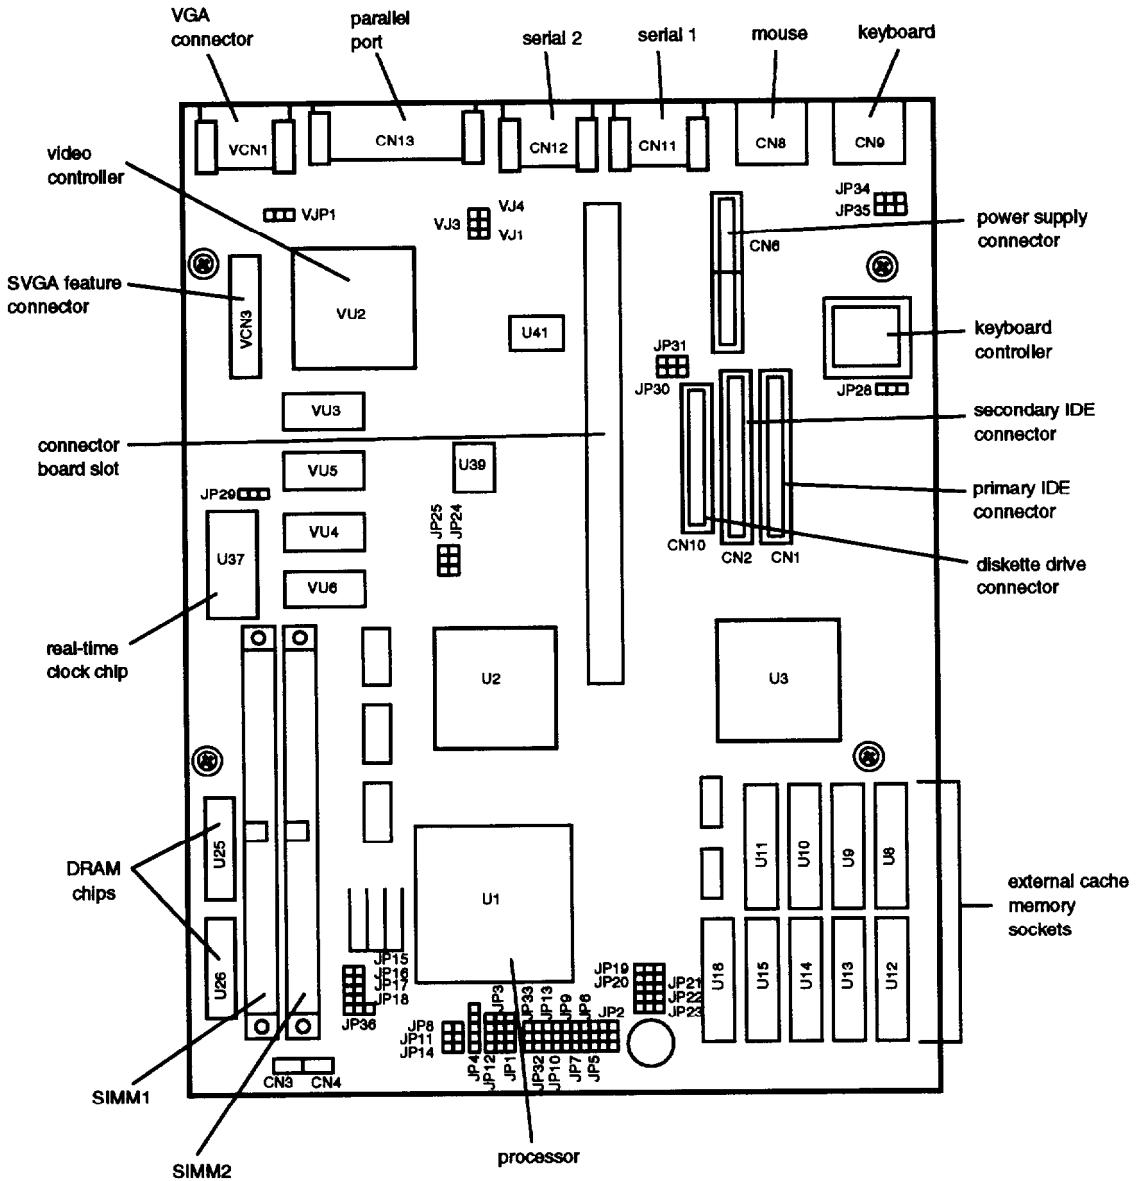 VGA
connector
parallel
port
serial 2
serial 1
mouse
keyboard
VCN1
CN13
CN12
CN11
CN8
CN9
video
controller
VJP1
VJ3
VJ4
VJ1
JP34
JP35
power supply
connector
CN6
SVGA feature
connector
VCN3
VU2
U41
keyboard
controller
JP31
JP30
JP28
VU3
secondary IDE
connector
connector
board slot
VU5
U39
primary IDE
connector
JP29
JP25
JP24
U37
VU4
CN10
CN2
CN1
diskette drive
connector
VU6
real-time
clock chip
U2
U3
DRAM
chips
U25
U26
U1
U11
U10
U9
U8
external cache
memory
sockets
U18
U15
U14
U13
U12
JP15
JP16
JP17
JP18
JP36
JP19
JP20
JP21
JP22
JP23
JP3
JP33
JP13
JP9
JP6
JP2
JP8
JP11
JP14
JP4
JP12
JP1
JP32
JP10
JP7
JP5
CN3
CN4
SIMM1
SIMM2
processor